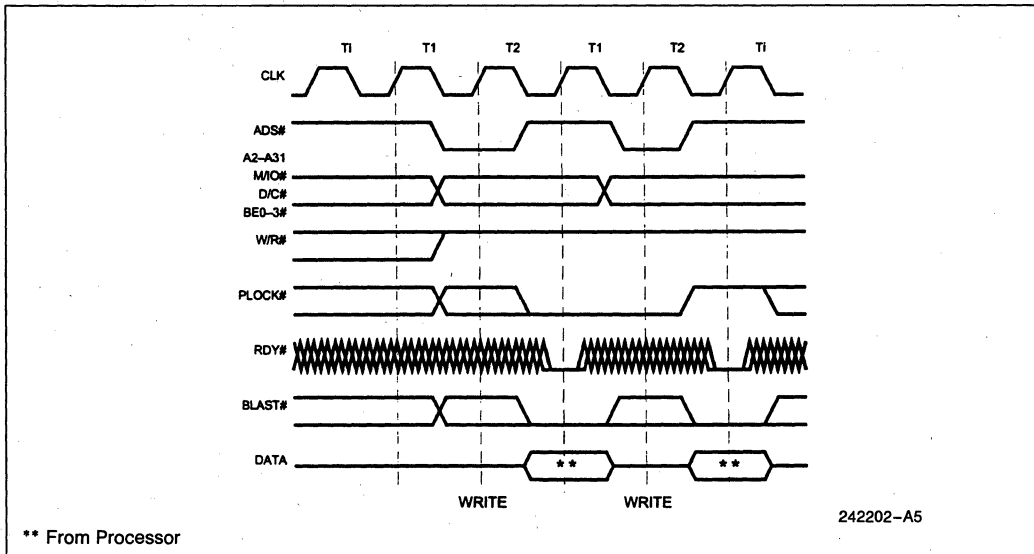 Ti T1 T2 T1 T2 Ti
CLK
ADS#
A2–A31
M/IO#
D/C#
BE0–3#
W/R#
PLOCK#
RDY#
BLAST#
DATA
** **
WRITE WRITE
242202–A5
** From Processor